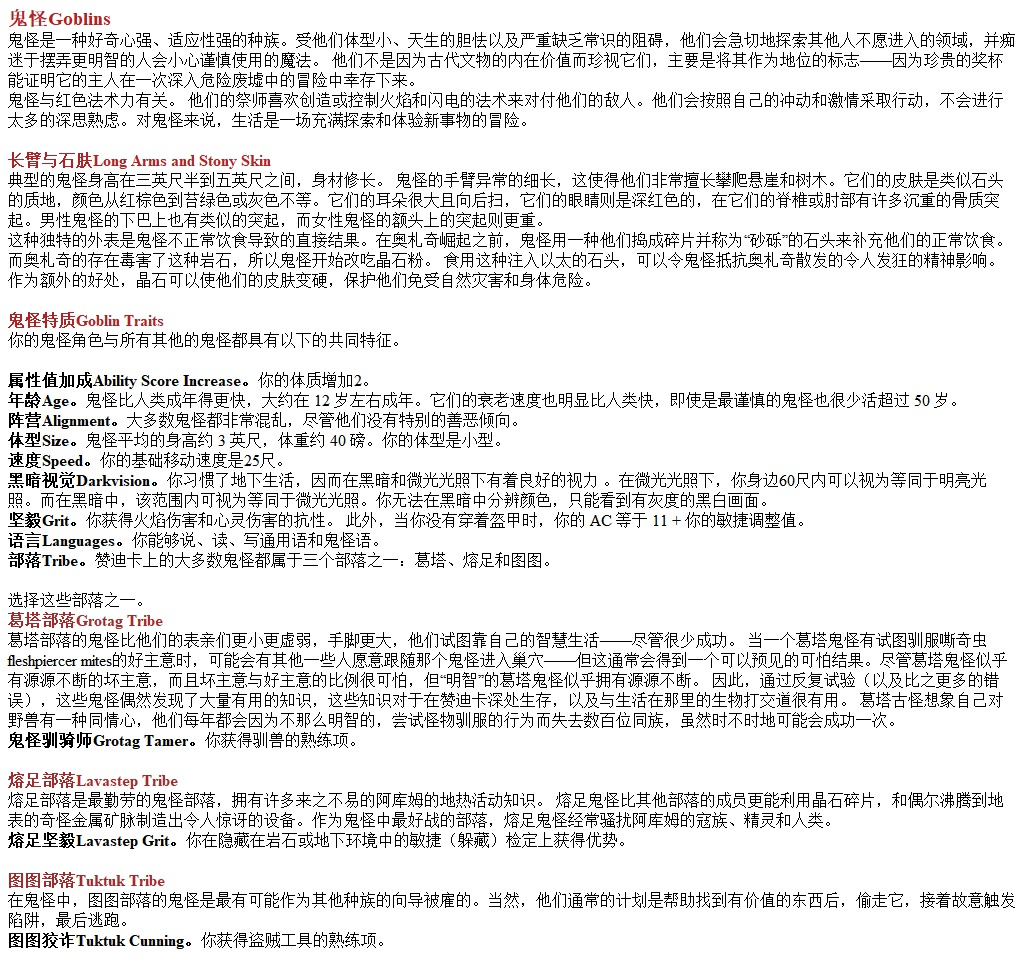 鬼怪Goblins
鬼怪是一种好奇心强、适应性强的种族。受他们体型小、天生的胆怯以及严重缺乏常识的阻碍，他们会急切地探索其他人不愿进入的领域，并痴
迷于摆弄更明智的人会小心谨慎使用的魔法。 他们不是因为古代文物的内在价值而珍视它们，主要是将其作为地位的标志——因为珍贵的奖杯
能证明它的主人在一次深入危险废墟中的冒险中幸存下来。
鬼怪与红色法术力有关。 他们的祭师喜欢创造或控制火焰和闪电的法术来对付他们的敌人。他们会按照自己的冲动和激情采取行动，不会进行
太多的深思熟虑。对鬼怪来说，生活是一场充满探索和体验新事物的冒险。
长臂与石肤Long Arms and Stony Skin
典型的鬼怪身高在三英尺半到五英尺之间，身材修长。 鬼怪的手臂异常的细长，这使得他们非常擅长攀爬悬崖和树木。它们的皮肤是类似石头
的质地，颜色从红棕色到苔绿色或灰色不等。它们的耳朵很大且向后扫，它们的眼睛则是深红色的，在它们的脊椎或肘部有许多沉重的骨质突
起。男性鬼怪的下巴上也有类似的突起，而女性鬼怪的额头上的突起则更重。
这种独特的外表是鬼怪不正常饮食导致的直接结果。在奥札奇崛起之前，鬼怪用一种他们捣成碎片并称为“砂砾”的石头来补充他们的正常饮食。
而奥札奇的存在毒害了这种岩石，所以鬼怪开始改吃晶石粉。 食用这种注入以太的石头，可以令鬼怪抵抗奥札奇散发的令人发狂的精神影响。
作为额外的好处，晶石可以使他们的皮肤变硬，保护他们免受自然灾害和身体危险。
鬼怪特质Goblin Traits
你的鬼怪角色与所有其他的鬼怪都具有以下的共同特征。
属性值加成Ability Score Increase。你的体质增加2。
年龄Age。鬼怪比人类成年得更快，大约在 12 岁左右成年。它们的衰老速度也明显比人类快，即使是最谨慎的鬼怪也很少活超过 50 岁。
阵营Alignment。大多数鬼怪都非常混乱，尽管他们没有特别的善恶倾向。
体型Size。鬼怪平均的身高约 3 英尺，体重约 40 磅。你的体型是小型。
速度Speed。你的基础移动速度是25尺。
黑暗视觉Darkvision。你习惯了地下生活，因而在黑暗和微光光照下有着良好的视力 。在微光光照下，你身边60尺内可以视为等同于明亮光
照。而在黑暗中，该范围内可视为等同于微光光照。你无法在黑暗中分辨颜色，只能看到有灰度的黑白画面。
坚毅Grit。你获得火焰伤害和心灵伤害的抗性。 此外，当你没有穿着盔甲时，你的 AC 等于 11 + 你的敏捷调整值。
语言Languages。你能够说、读、写通用语和鬼怪语。
部落Tribe。赞迪卡上的大多数鬼怪都属于三个部落之一：葛塔、熔足和图图。
选择这些部落之一。
葛塔部落Grotag Tribe
葛塔部落的鬼怪比他们的表亲们更小更虚弱，手脚更大，他们试图靠自己的智慧生活——尽管很少成功。 当一个葛塔鬼怪有试图驯服嘶奇虫
fleshpiercer mites的好主意时，可能会有其他一些人愿意跟随那个鬼怪进入巢穴——但这通常会得到一个可以预见的可怕结果。尽管葛塔鬼怪似乎
有源源不断的坏主意，而且坏主意与好主意的比例很可怕，但“明智”的葛塔鬼怪似乎拥有源源不断。 因此，通过反复试验（以及比之更多的错
误），这些鬼怪偶然发现了大量有用的知识，这些知识对于在赞迪卡深处生存，以及与生活在那里的生物打交道很有用。 葛塔古怪想象自己对
野兽有一种同情心，他们每年都会因为不那么明智的，尝试怪物驯服的行为而失去数百位同族，虽然时不时地可能会成功一次。
鬼怪驯骑师Grotag Tamer。你获得驯兽的熟练项。
熔足部落Lavastep Tribe
熔足部落是最勤劳的鬼怪部落，拥有许多来之不易的阿库姆的地热活动知识。 熔足鬼怪比其他部落的成员更能利用晶石碎片，和偶尔沸腾到地
表的奇怪金属矿脉制造出令人惊讶的设备。作为鬼怪中最好战的部落，熔足鬼怪经常骚扰阿库姆的寇族、精灵和人类。
熔足坚毅Lavastep Grit。你在隐藏在岩石或地下环境中的敏捷（躲藏）检定上获得优势。
图图部落Tuktuk Tribe
在鬼怪中，图图部落的鬼怪是最有可能作为其他种族的向导被雇的。当然，他们通常的计划是帮助找到有价值的东西后，偷走它，接着故意触发
陷阱，最后逃跑。
图图狡诈Tuktuk Cunning。你获得盗贼工具的熟练项。